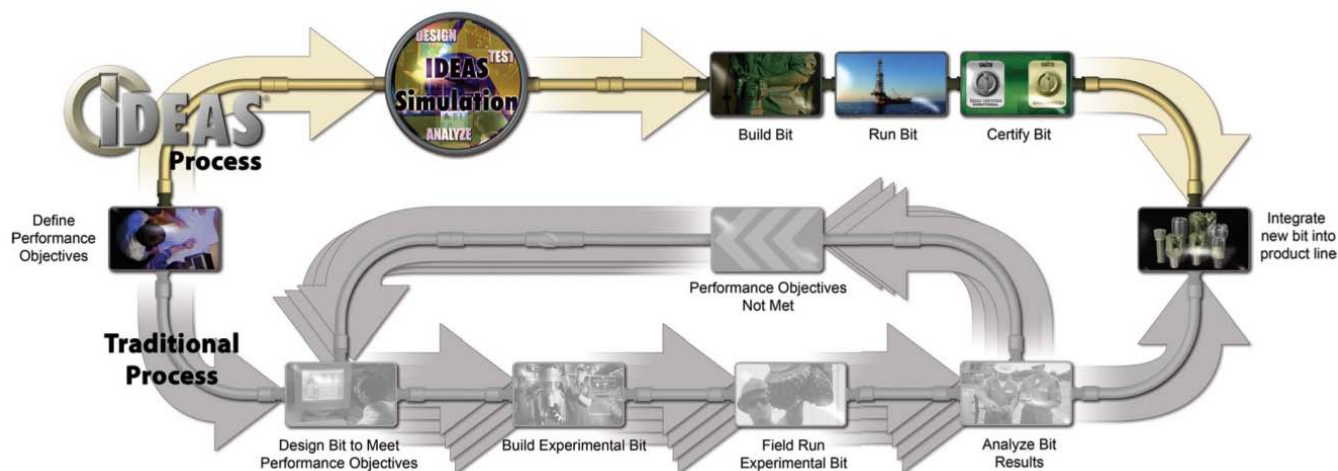 DESIGN
TEST
IDEAS
Simulation
ANALYZE
IDEAS®
Process
Build Bit
Run Bit
Certify Bit
Define
Performance
Objectives
Performance Objectives
Not Met
Integrate
new bit into
product line
Traditional
Process
Design Bit to Meet
Performance Objectives
Build Experimental Bit
Field Run
Experimental Bit
Analyze Bit
Results